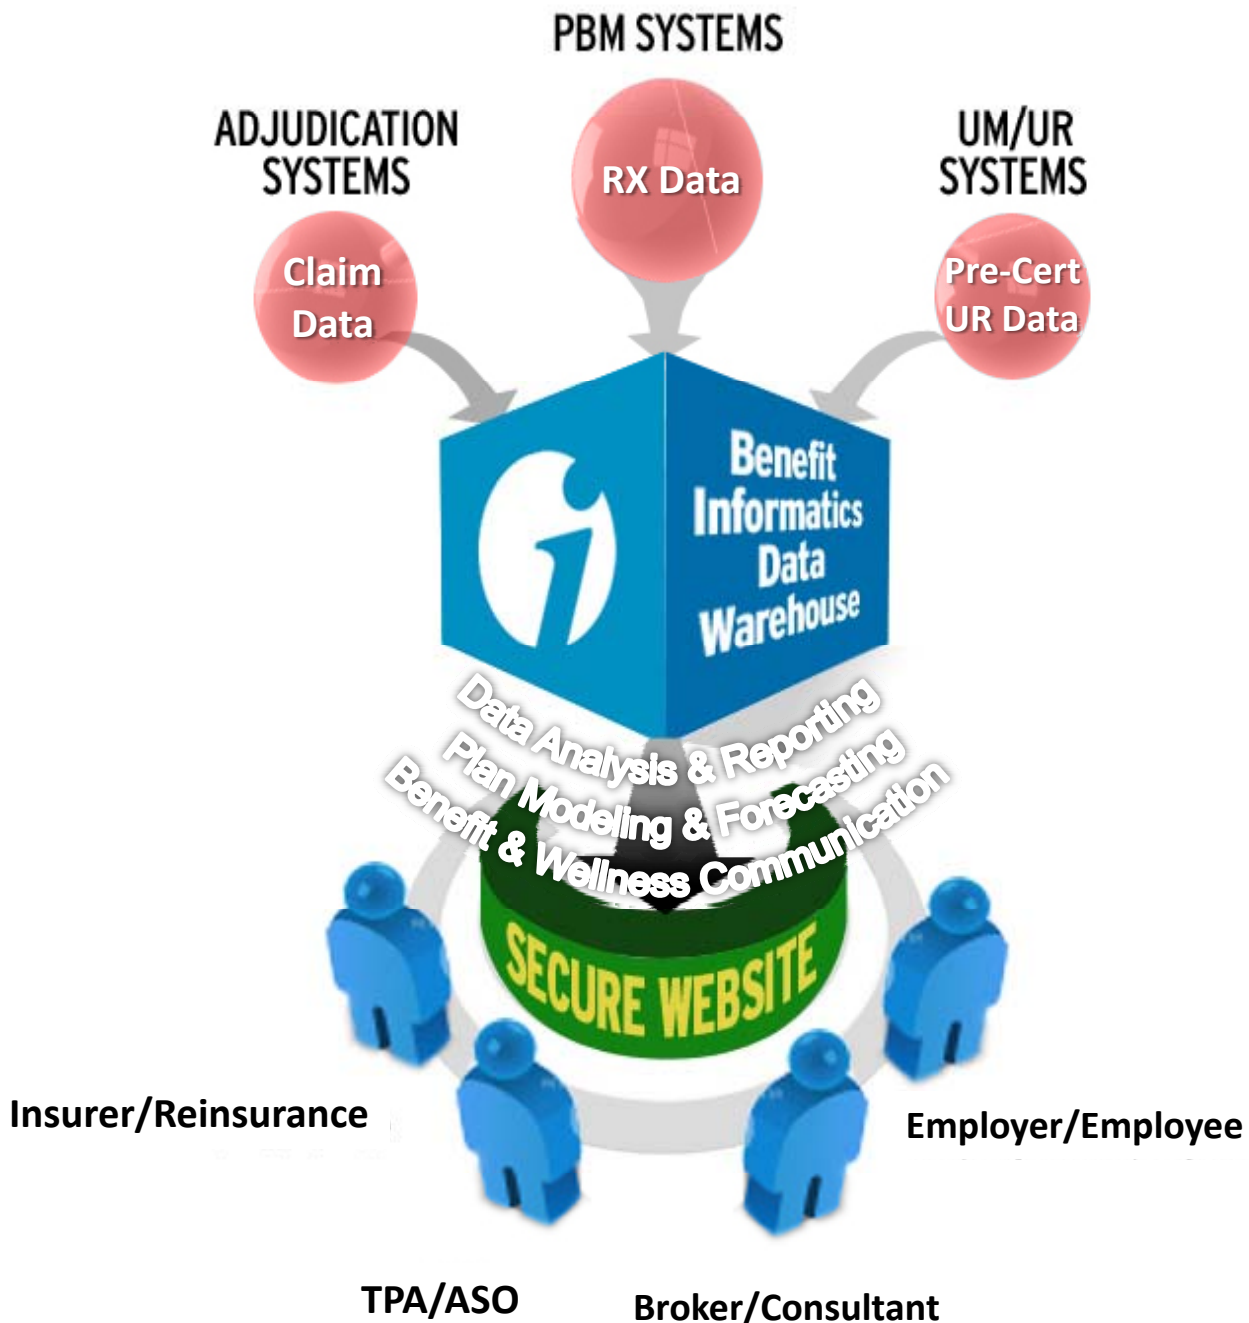 PBM SYSTEMS
ADJUDICATION
SYSTEMS
UM/UR
SYSTEMS
RX Data
Claim
Data
Pre-Cert
UR Data
i
Benefit
Informatics
Data
Warehouse
Data Analysis & Reporting
Plan Modeling & Forecasting
Benefit & Wellness Communication
SECURE WEBSITE
Insurer/Reinsurance
Employer/Employee
TPA/ASO
Broker/Consultant